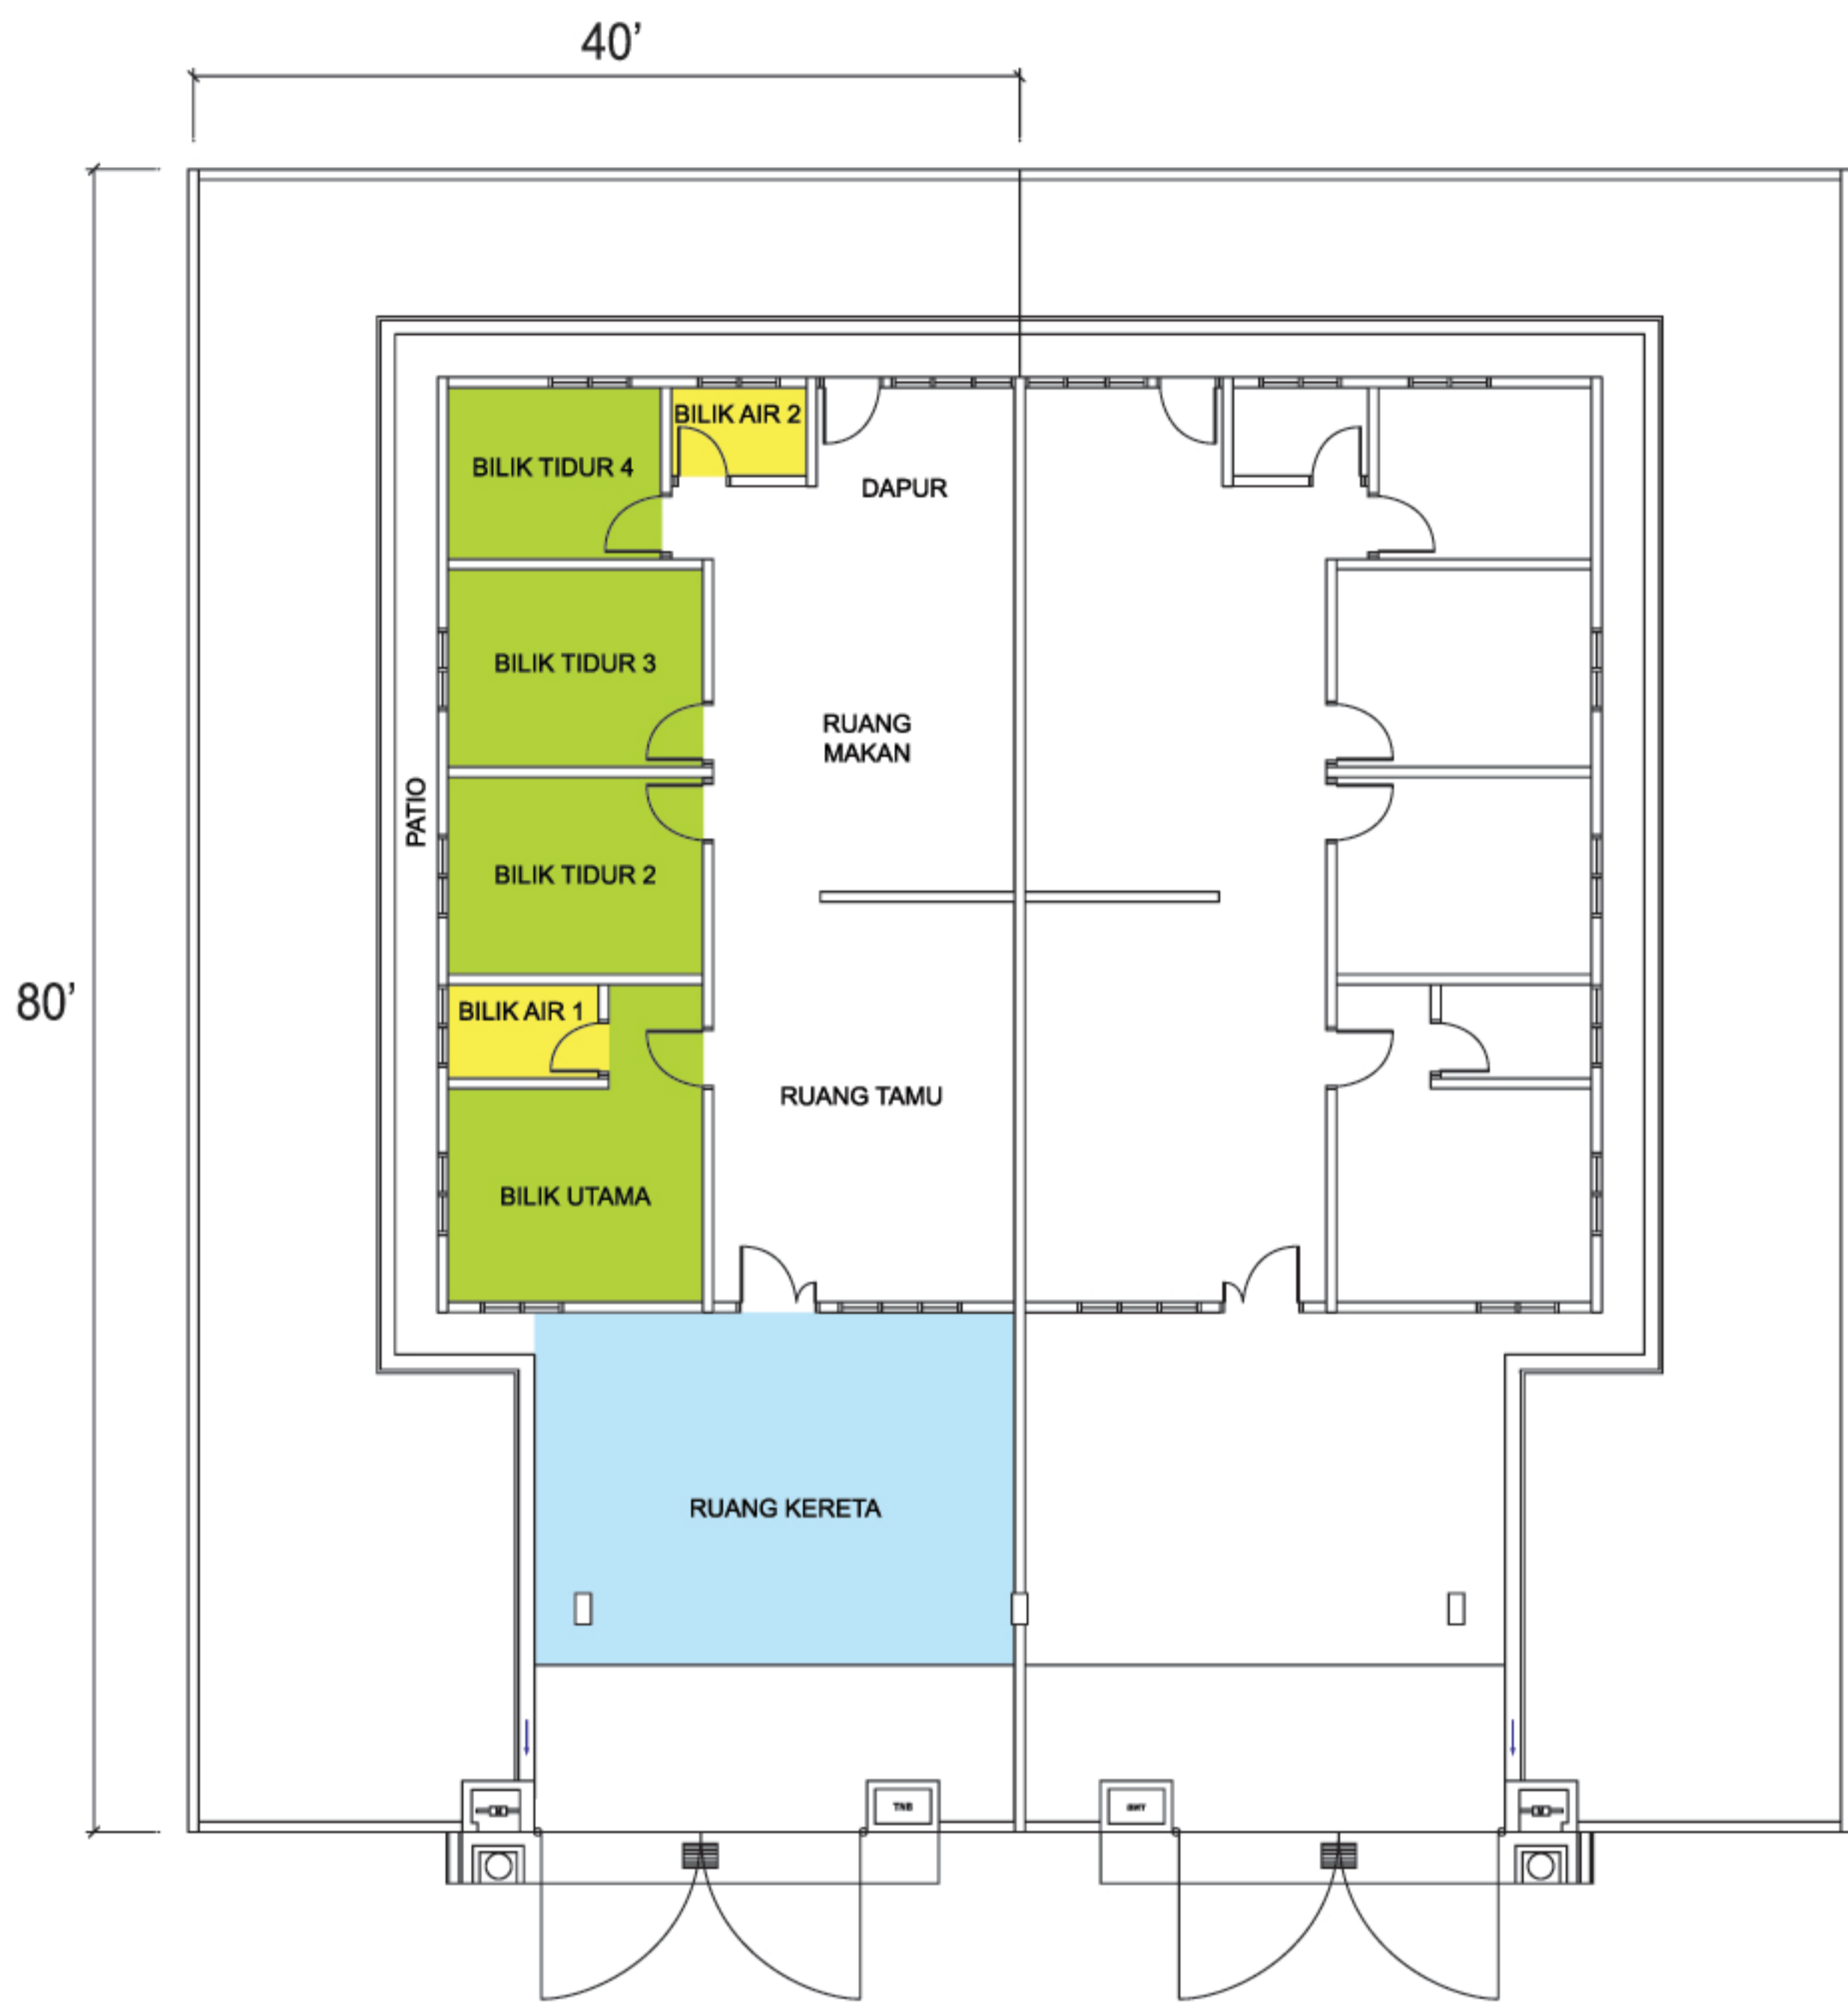 40’
BILIK AIR 2
BILIK TIDUR 4
DAPUR
BILIK TIDUR 3
RUANG
MAKAN
PATIO
BILIK TIDUR 2
80’
BILIK AIR 1
RUANG TAMU
BILIK UTAMA
RUANG KERETA